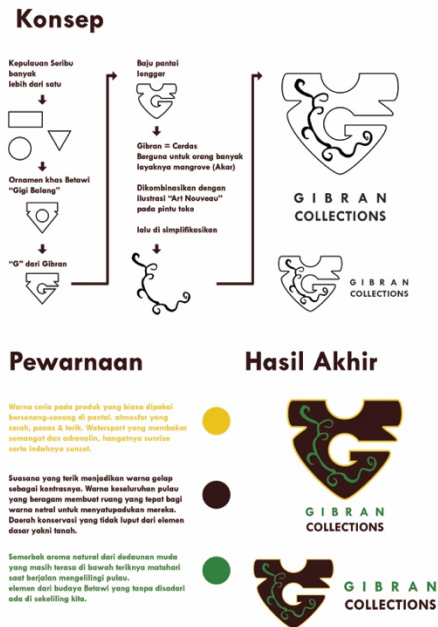 Konsep
Kepulauan Seribu
banyak
lebih dari satu
Ornamen khas Betawi
"Gigi Balang"
"G" dari Gibran
Baju pantai
longgar
Gibran = Cerdas
Berguna untuk orang banyak
layaknya mangrove (Akar)
Dikombinasikan dengan
ilustrasi "Art Nouveau"
pada pintu toko
lalu di simplifikasikan
GIBRAN
COLLECTIONS
GIBRAN
COLLECTIONS
Pewarnaan
Warna ceria pada produk yang biasa dipakai
bersenang-senang di pantai, atmosfer yang
cerah, panas & terik. Watersport yang membakar
semangat dan adrenalin, hangatnya sunrise
serta indahnya sunset.
Suasana yang terik menjadikan warna gelap
sebagai kontrasnya. Warna keseluruhan pulau
yang beragam membuat ruang yang tepat bagi
warna netral untuk menyatupadukan mereka.
Daerah konservasi yang tidak luput dari elemen
dasar yakni tanah.
Semerbak aroma natural dari dedaunan muda
yang masih terasa di bawah teriknya matahari
saat berjalan mengelilingi pulau.
elemen dari budaya Betawi yang tanpa disadari
ada di sekeliling kita.
Hasil Akhir
GIBRAN
COLLECTIONS
GIBRAN
COLLECTIONS